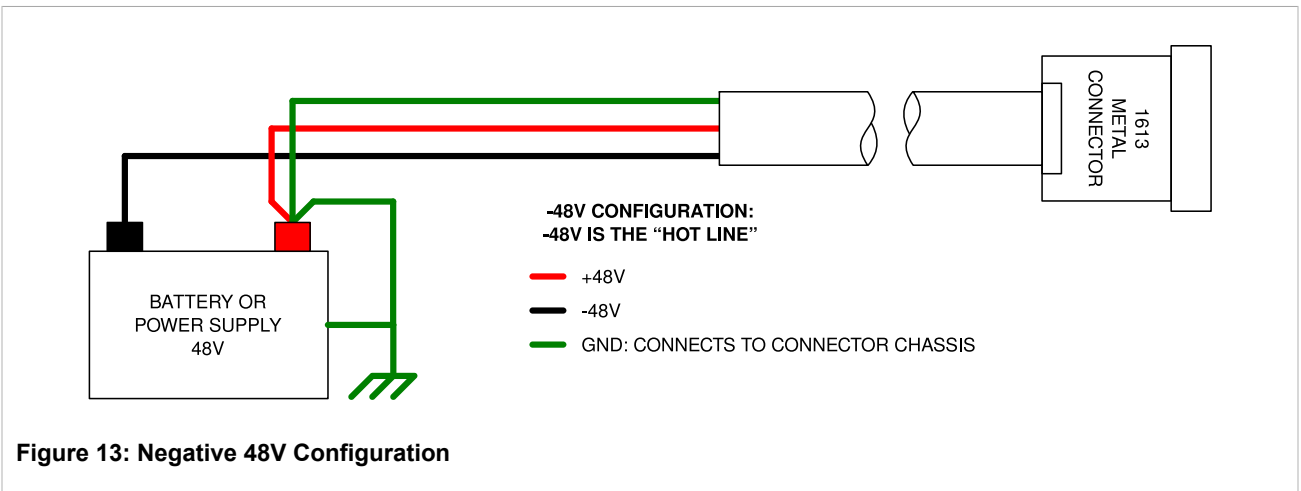 1613
METAL
CONNECTOR
-48V CONFIGURATION:
-48V IS THE “HOT LINE”
+48V
-48V
GND: CONNECTS TO CONNECTOR CHASSIS
BATTERY OR
POWER SUPPLY
48V
Figure 13: Negative 48V Configuration